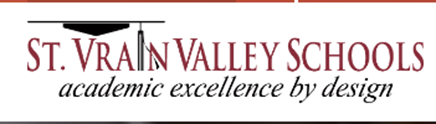 ST. VRAIN VALLEY SCHOOLS
academic excellence by design